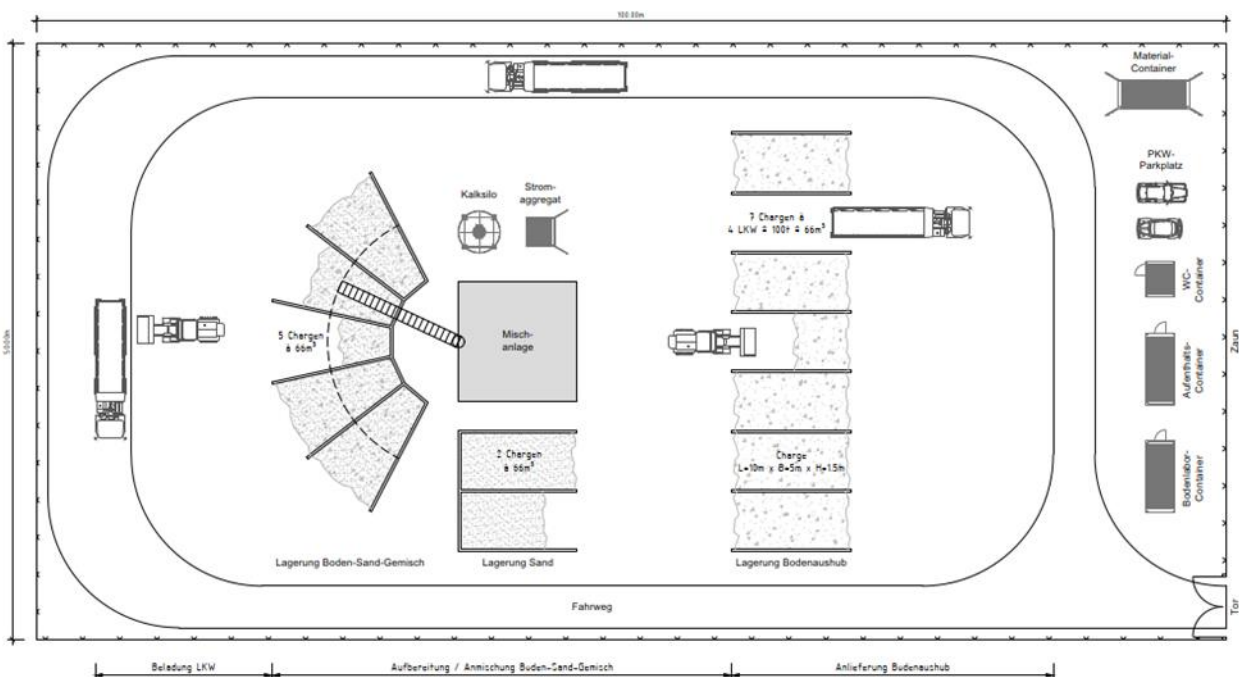 100.00m
Material-
Container
PKW-
Parkplatz
Kalksilo
Strom-
aggregat
7 Chargen à
4 LKW = 100t = 66m³
WC-
Container
5 Chargen
à 66m³
Misch-
anlage
50.00m
Zaun
Aufenthalts-
Container
2 Chargen
à 66m³
Charge
L=10m x B=5m x H=1.5m
Bodenlabor-
Container
Lagerung Boden-Sand-Gemisch
Lagerung Sand
Lagerung Bodenaushub
Fahrweg
Tor
Beladung LKW
Aufbereitung / Anmischung Boden-Sand-Gemisch
Anlieferung Bodenaushub